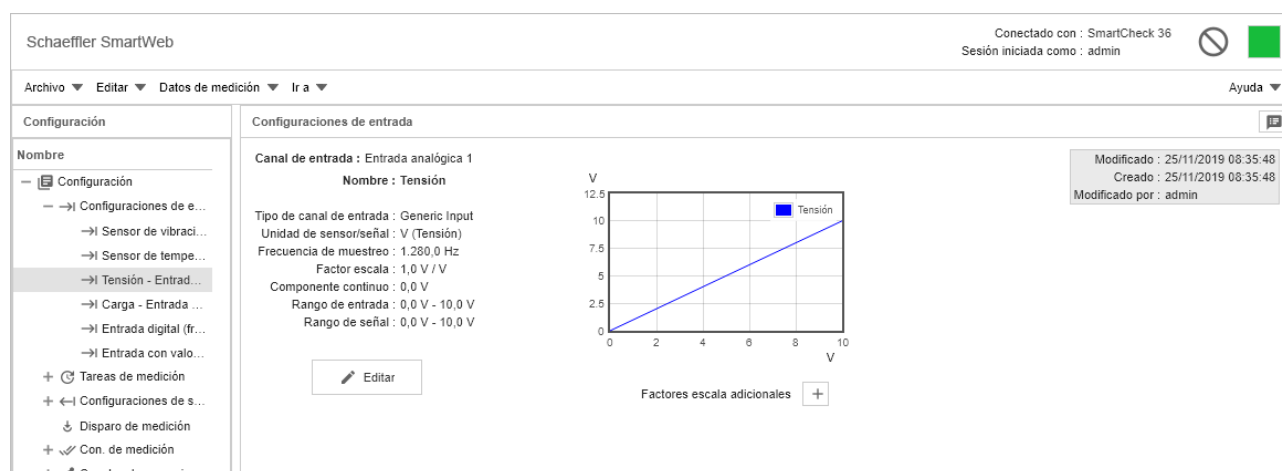 Schaeffler SmartWeb
Conectado con : SmartCheck 36
Sesión iniciada como : admin
Archivo Editar Datos de medición Ir a Ayuda
Configuración
Nombre
Configuración
Configuraciones de e...
Sensor de vibraci...
Sensor de tempe...
Tensión - Entrad...
Carga - Entrada ...
Entrada digital (fr...
Entrada con valo...
Tareas de medición
Configuraciones de s...
Disparo de medición
Con. de medición
Configuraciones de entrada
Canal de entrada : Entrada analógica 1
Nombre : Tensión
Tipo de canal de entrada : Generic Input
Unidad de sensor/señal : V (Tensión)
Frecuencia de muestreo : 1.280,0 Hz
Factor escala : 1,0 V / V
Componente continuo : 0,0 V
Rango de entrada : 0,0 V - 10,0 V
Rango de señal : 0,0 V - 10,0 V
Editar
V
12.5
10
7.5
5
2.5
0
Tensión
0 2 4 6 8 10
V
Factores escala adicionales
Modificado : 25/11/2019 08:35:48
Creado : 25/11/2019 08:35:48
Modificado por : admin